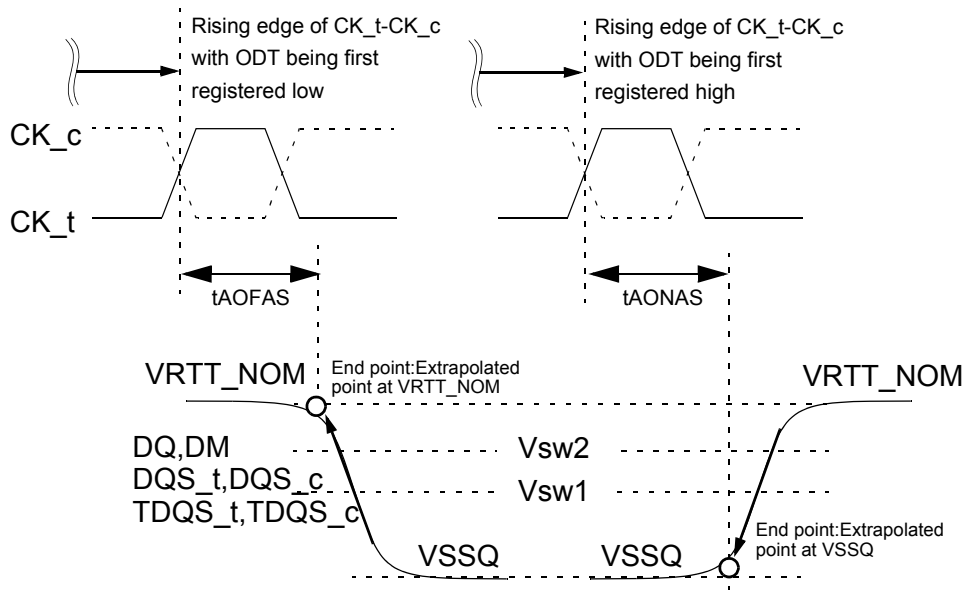 Rising edge of CK_t-CK_c
with ODT being first
registered low
Rising edge of CK_t-CK_c
with ODT being first
registered high
CK_c
CK_t
tAOFAS
tAONAS
VRTT_NOM
End point:Extrapolated
point at VRTT_NOM
VRTT_NOM
DQ,DM
DQS_t,DQS_c
TDQS_t,TDQS_c
Vsw2
Vsw1
VSSQ
VSSQ
End point:Extrapolated
point at VSSQ